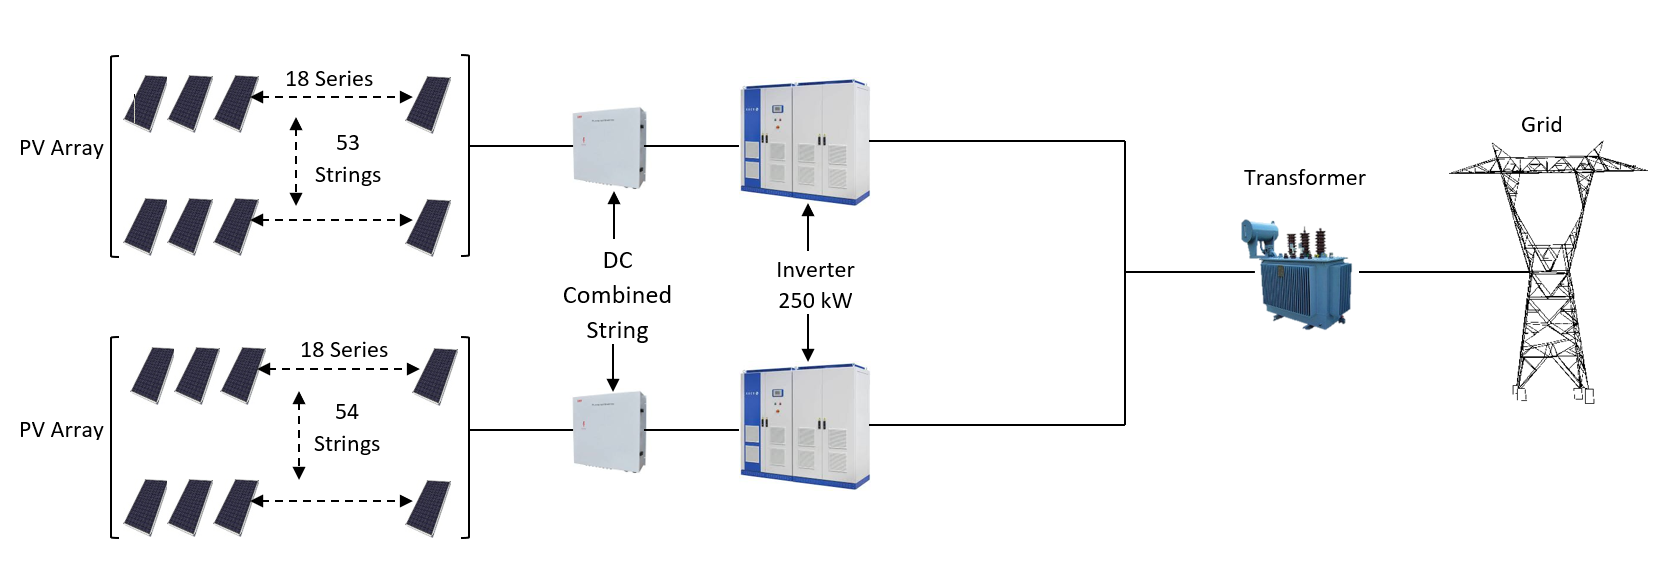 18 Series
53
Strings
PV Array
DC
Combined
String
Inverter
250 kW
Transformer
Grid
18 Series
54
Strings
PV Array